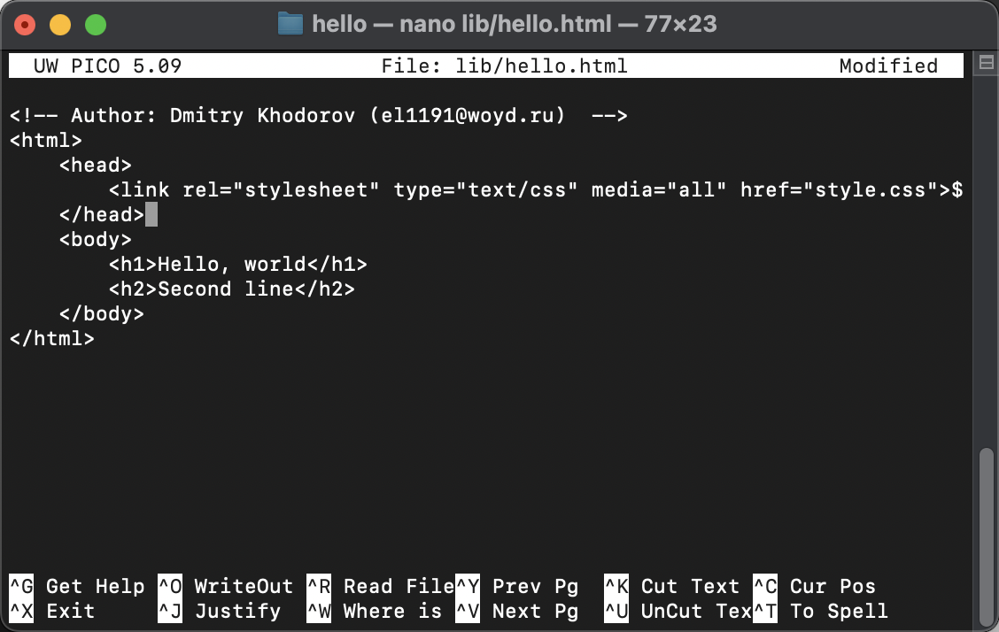 hello — nano lib/hello.html — 77×23
UW PICO 5.09 File: lib/hello.html Modified
<!-- Author: Dmitry Khodorov (el1191@woyd.ru)  -->
<html>
    <head>
        <link rel="stylesheet" type="text/css" media="all" href="style.css">$
    </head>
    <body>
        <h1>Hello, world</h1>
        <h2>Second line</h2>
    </body>
</html>
^G Get Help ^O WriteOut ^R Read File^Y Prev Pg ^K Cut Text ^C Cur Pos
^X Exit ^J Justify ^W Where is ^V Next Pg ^U UnCut Tex^T To Spell